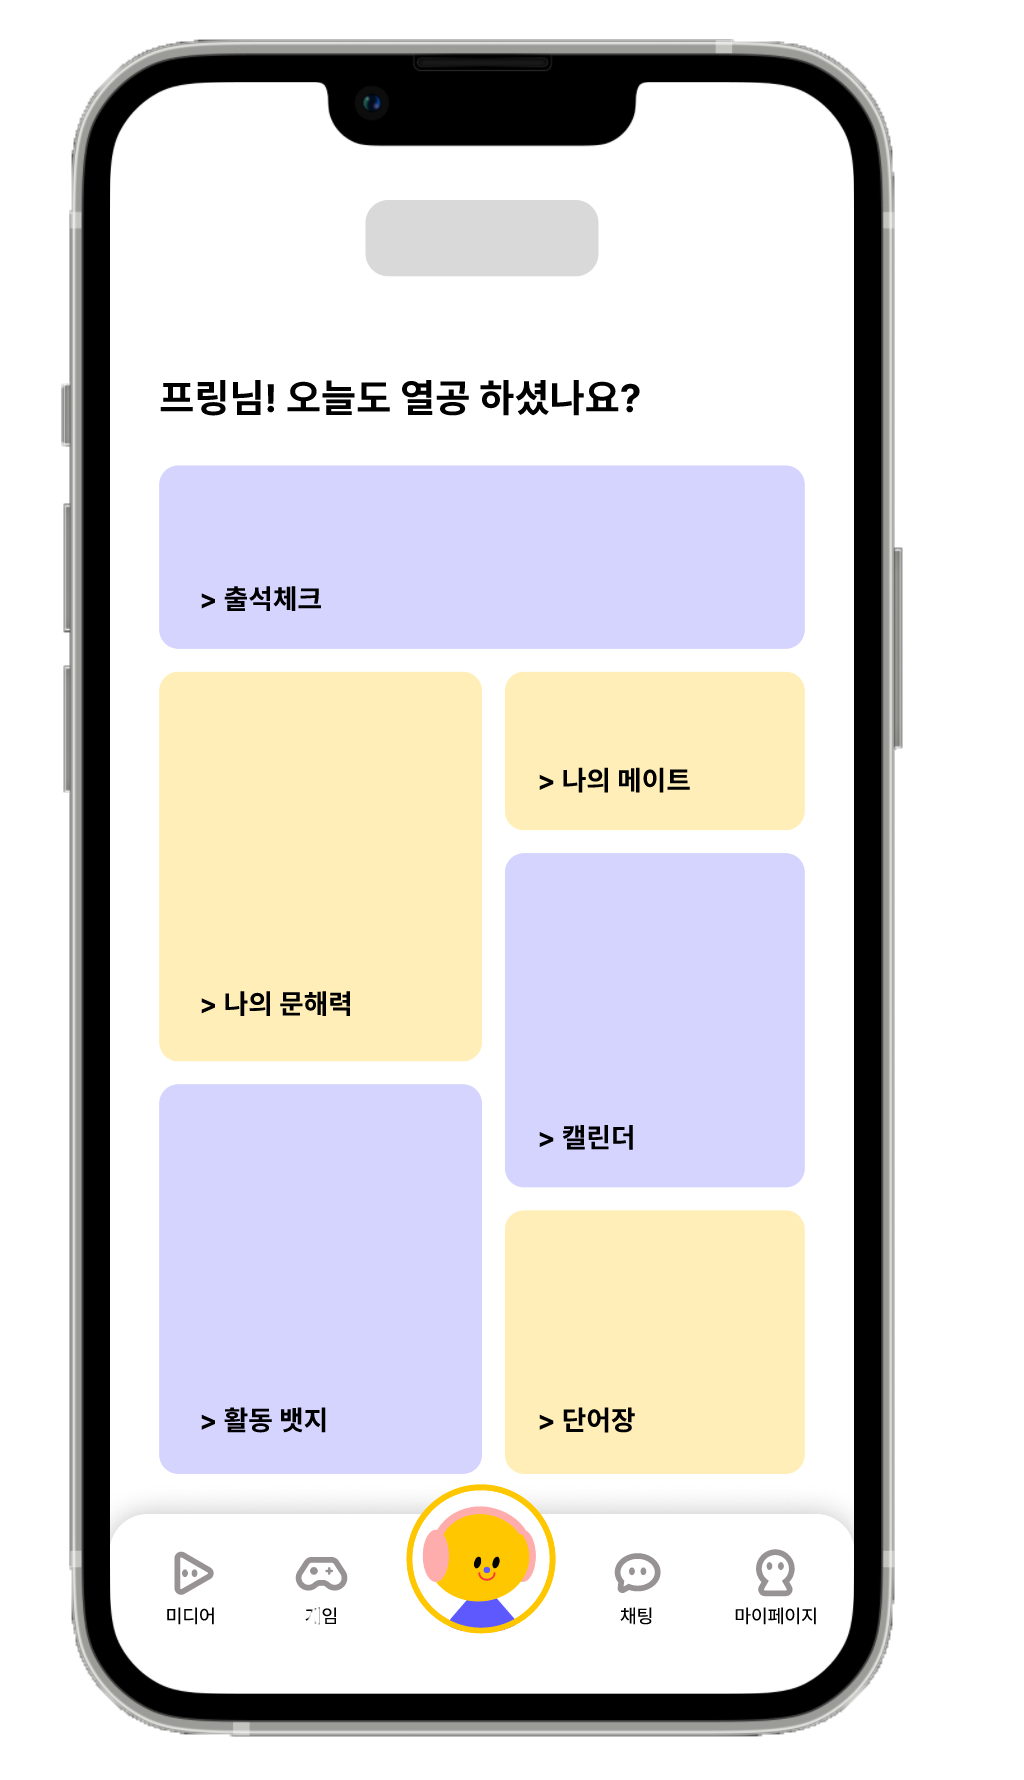 프링님! 오늘도 열공 하셨나요?
> 출석체크
> 나의 메이트
> 나의 문해력
> 캘린더
> 활동 뱃지
> 단어장
미디어
게임
채팅
마이페이지